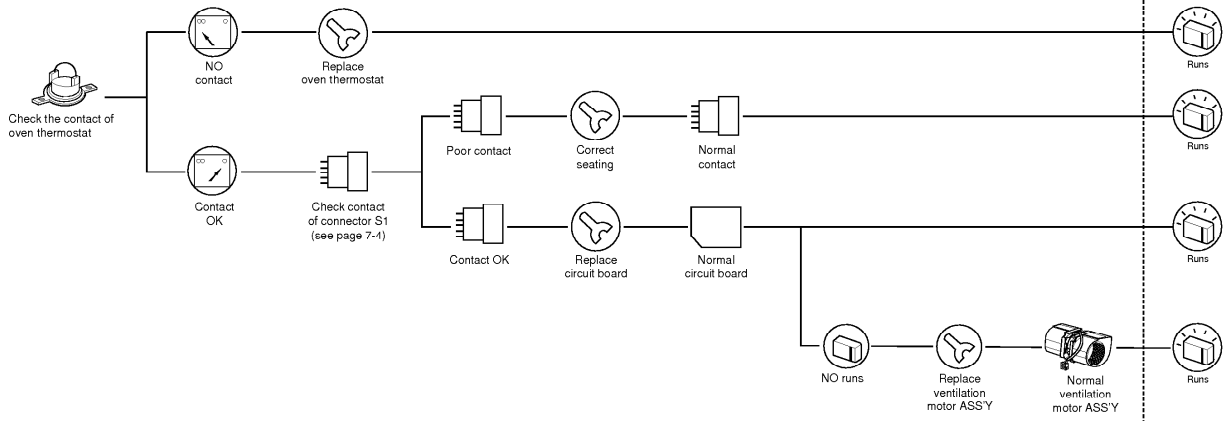 NO
contact
Replace
oven thermostat
Runs
Check the contact of
oven thermostat
Poor contact
Correct
seating
Normal
contact
Runs
Contact
OK
Check contact
of connector S1
(see page 7-4)
Contact OK
Replace
circuit board
Normal
circuit board
Runs
NO runs
Replace
ventilation
motor ASS'Y
Normal
ventilation
motor ASS'Y
Runs